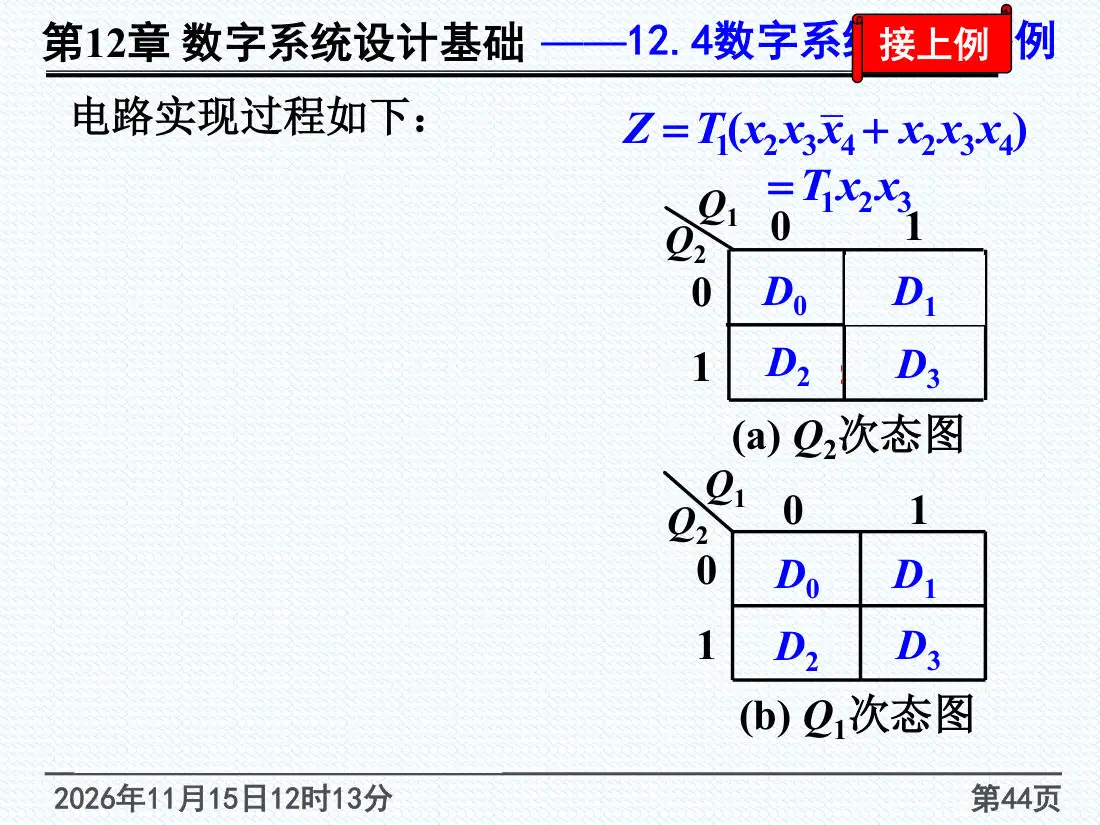 第12章 数字系统设计基础 ——12.4数字系 接上例 例
电路实现过程如下：
Z = T₁(x₂x₃x̅₄ + x₂x₃x₄)
= T₁x₂x₃
Q₁ 0 1
Q₂
0 D₀ D₁
1 D₂ D₃
(a) Q₂次态图
Q₁ 0 1
Q₂
0 D₀ D₁
1 D₂ D₃
(b) Q₁次态图
2026年11月15日12时13分 第44页